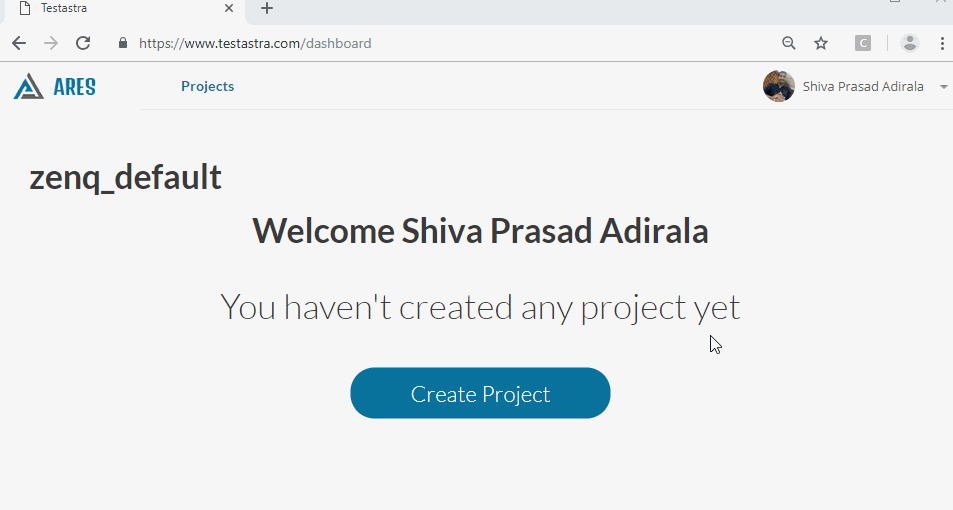 Testastra
https://www.testastra.com/dashboard
C
ARES
Projects
Shiva Prasad Adirala
zenq_default
Welcome Shiva Prasad Adirala
You haven't created any project yet
Create Project